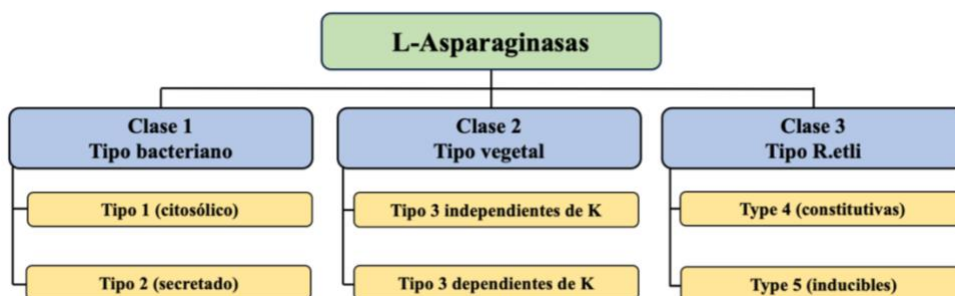 L-Asparaginasas
Clase 1
Tipo bacteriano
Tipo 1 (citosólico)
Tipo 2 (secretado)
Clase 2
Tipo vegetal
Tipo 3 independientes de K
Tipo 3 dependientes de K
Clase 3
Tipo R.etli
Type 4 (constitutivas)
Type 5 (inducibles)